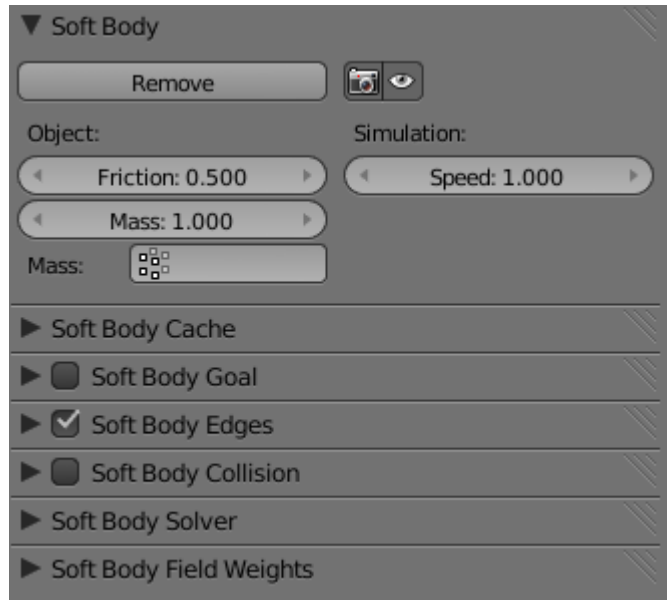 Soft Body
Remove
Object:
Simulation:
Friction: 0.500
Speed: 1.000
Mass: 1.000
Mass:
Soft Body Cache
Soft Body Goal
Soft Body Edges
Soft Body Collision
Soft Body Solver
Soft Body Field Weights